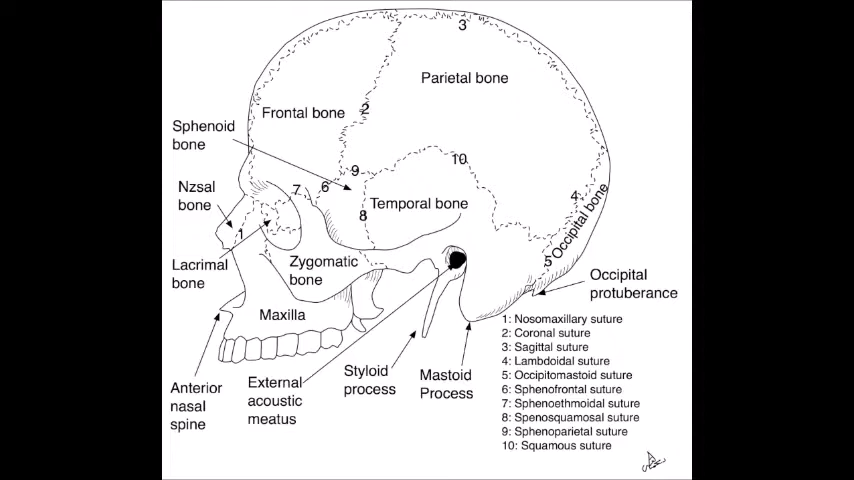 3
Parietal bone
2
Frontal bone
Sphenoid
bone
10
9
7
6
Nzsal
bone
4
8
Temporal bone
1
Occipital bone
5
Lacrimal
bone
Zygomatic
bone
Occipital
protuberance
Maxilla
1: Nosomaxillary suture
2: Coronal suture
3: Sagittal suture
4: Lambdoidal suture
5: Occipitomastoid suture
6: Sphenofrontal suture
7: Sphenoethmoidal suture
8: Spenosquamosal suture
9: Sphenoparietal suture
10: Squamous suture
Anterior
nasal
spine
External
acoustic
meatus
Styloid
process
Mastoid
Process